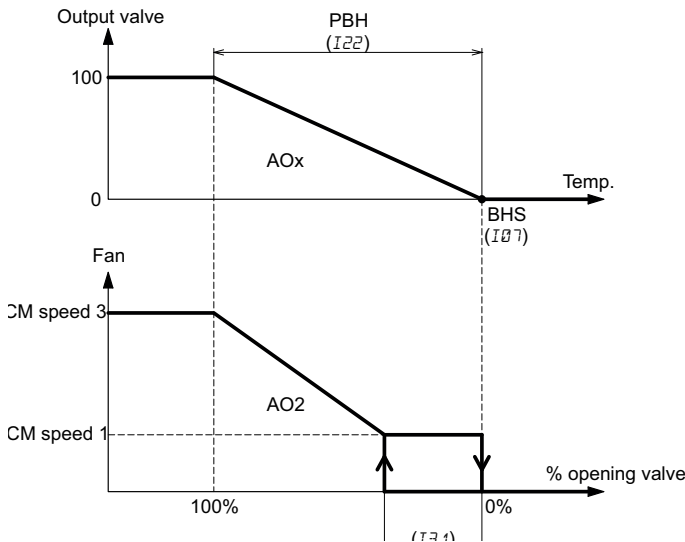 Output valve
PBH
(I22)
100
AOx
0
Temp.
BHS
(I07)
Fan
CM speed 3
AO2
CM speed 1
% opening valve
100%
0%
(I31)